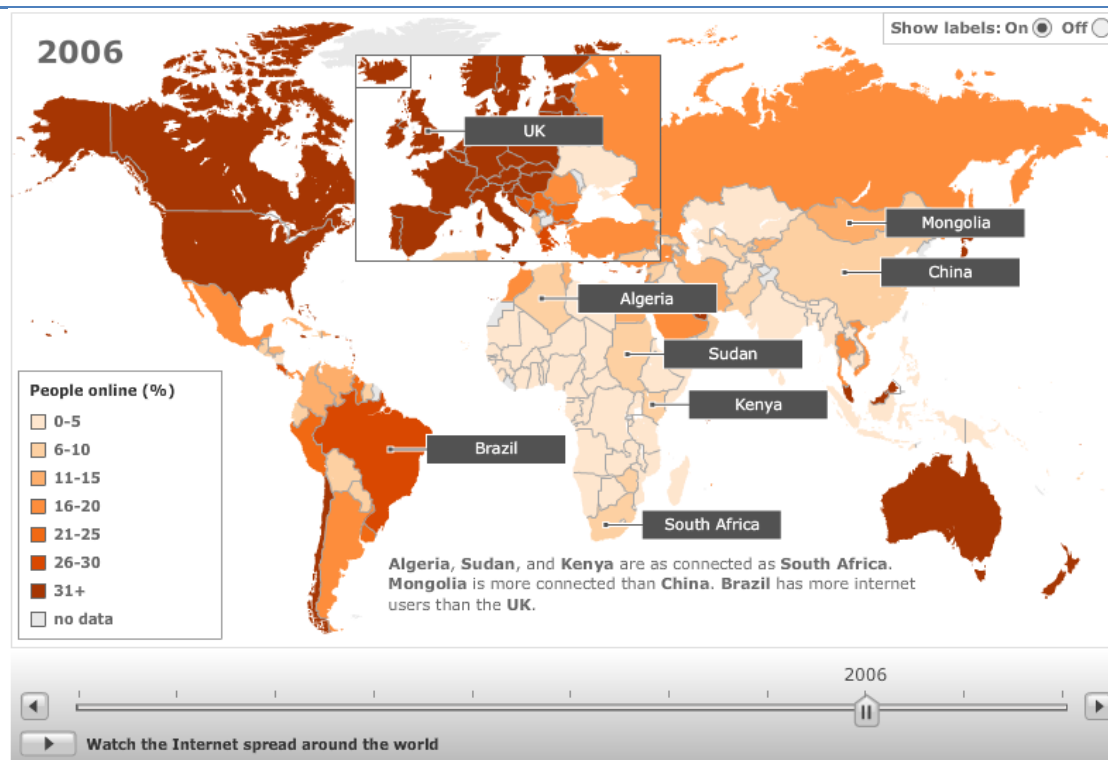 2006
Show labels: On Off
UK
Mongolia
China
Algeria
Sudan
Kenya
Brazil
South Africa
People online (%)
0-5
6-10
11-15
16-20
21-25
26-30
31+
no data
Algeria, Sudan, and Kenya are as connected as South Africa.
Mongolia is more connected than China. Brazil has more internet
users than the UK.
2006
Watch the Internet spread around the world